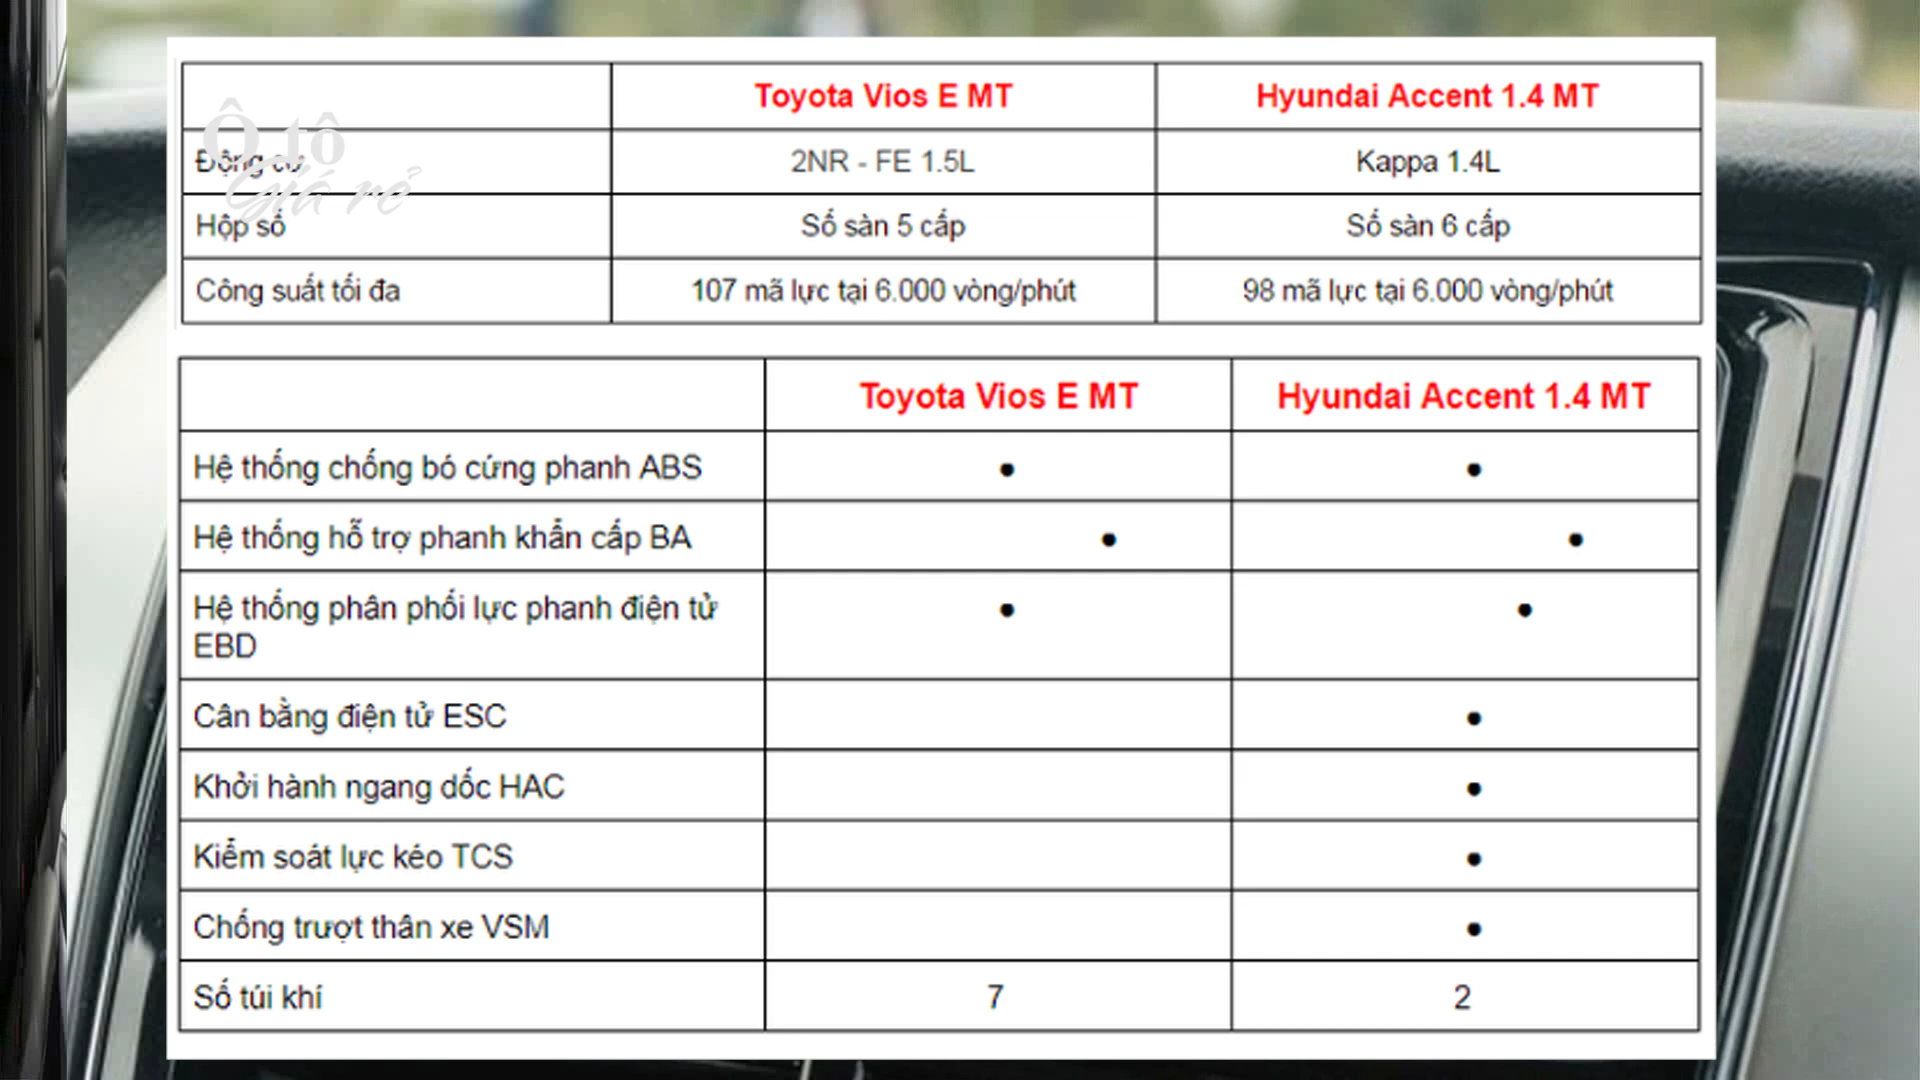 Toyota Vios E MT Hyundai Accent 1.4 MT
Ô tô
Giá rẻ
Động cơ 2NR - FE 1.5L Kappa 1.4L
Hộp số Số sàn 5 cấp Số sàn 6 cấp
Công suất tối đa 107 mã lực tại 6.000 vòng/phút 98 mã lực tại 6.000 vòng/phút
Toyota Vios E MT Hyundai Accent 1.4 MT
Hệ thống chống bó cứng phanh ABS • •
Hệ thống hỗ trợ phanh khẩn cấp BA • •
Hệ thống phân phối lực phanh điện tử • •
EBD
Cân bằng điện tử ESC •
Khởi hành ngang dốc HAC •
Kiểm soát lực kéo TCS •
Chống trượt thân xe VSM •
Số túi khí 7 2